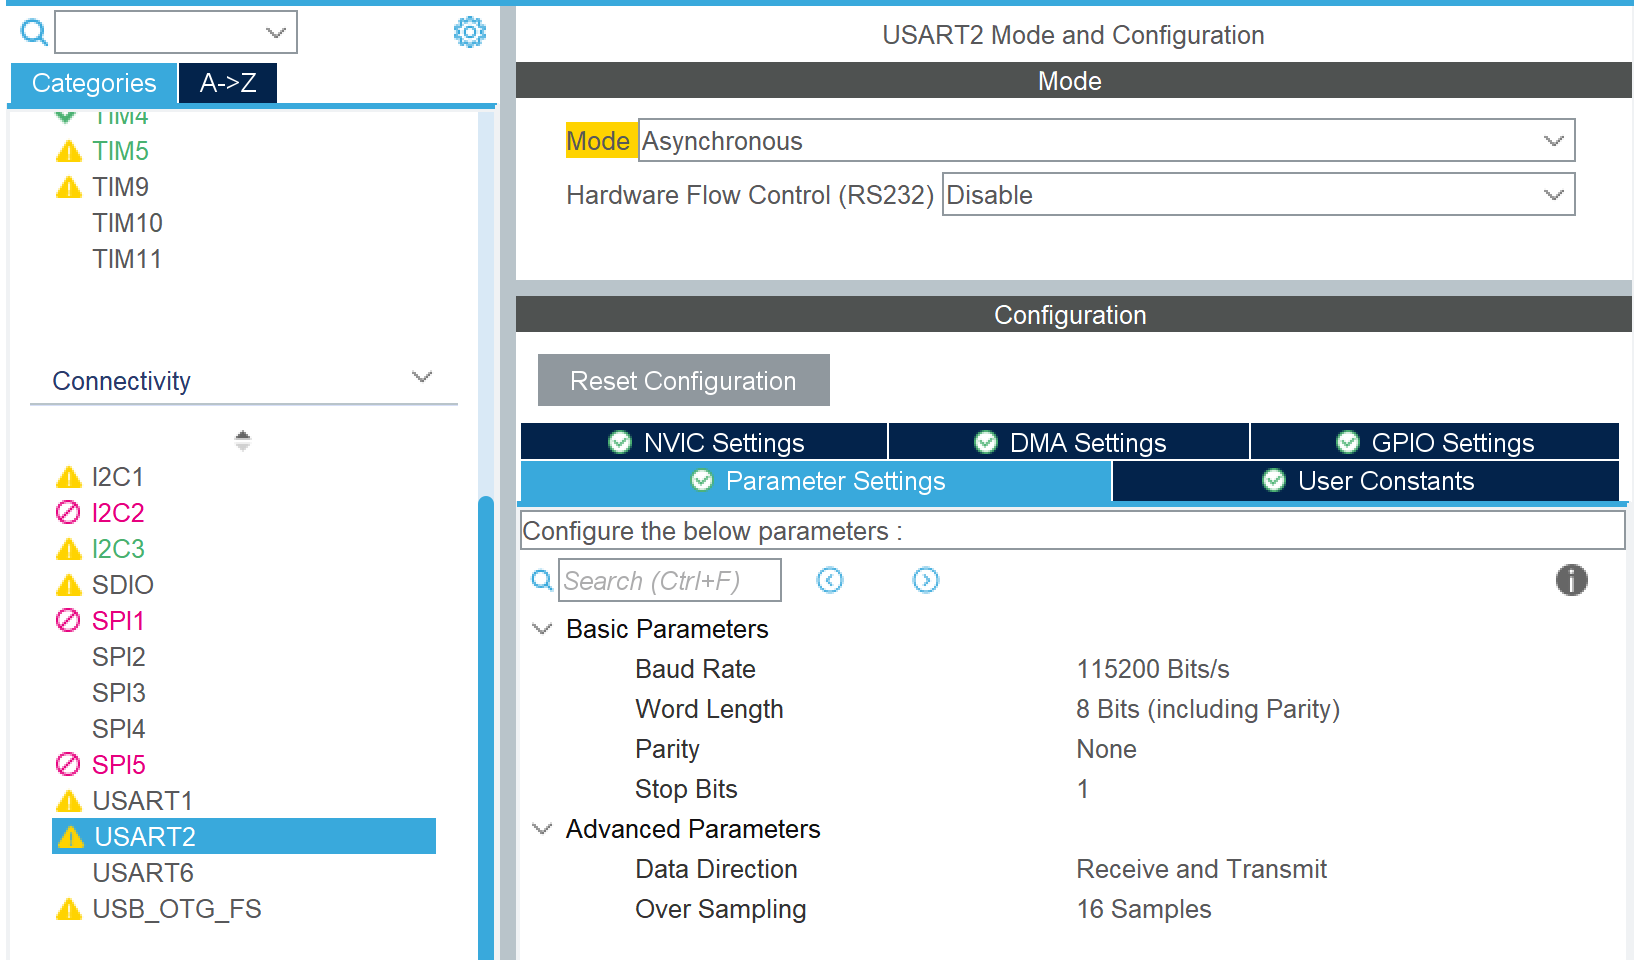 Categories
A->Z
TIM4
TIM5
TIM9
TIM10
TIM11
Connectivity
I2C1
I2C2
I2C3
SDIO
SPI1
SPI2
SPI3
SPI4
SPI5
USART1
USART2
USART6
USB_OTG_FS
USART2 Mode and Configuration
Mode
Mode Asynchronous
Hardware Flow Control (RS232) Disable
Configuration
Reset Configuration
NVIC Settings
DMA Settings
GPIO Settings
Parameter Settings
User Constants
Configure the below parameters :
Search (Ctrl+F)
Basic Parameters
Baud Rate 115200 Bits/s
Word Length 8 Bits (including Parity)
Parity None
Stop Bits 1
Advanced Parameters
Data Direction Receive and Transmit
Over Sampling 16 Samples